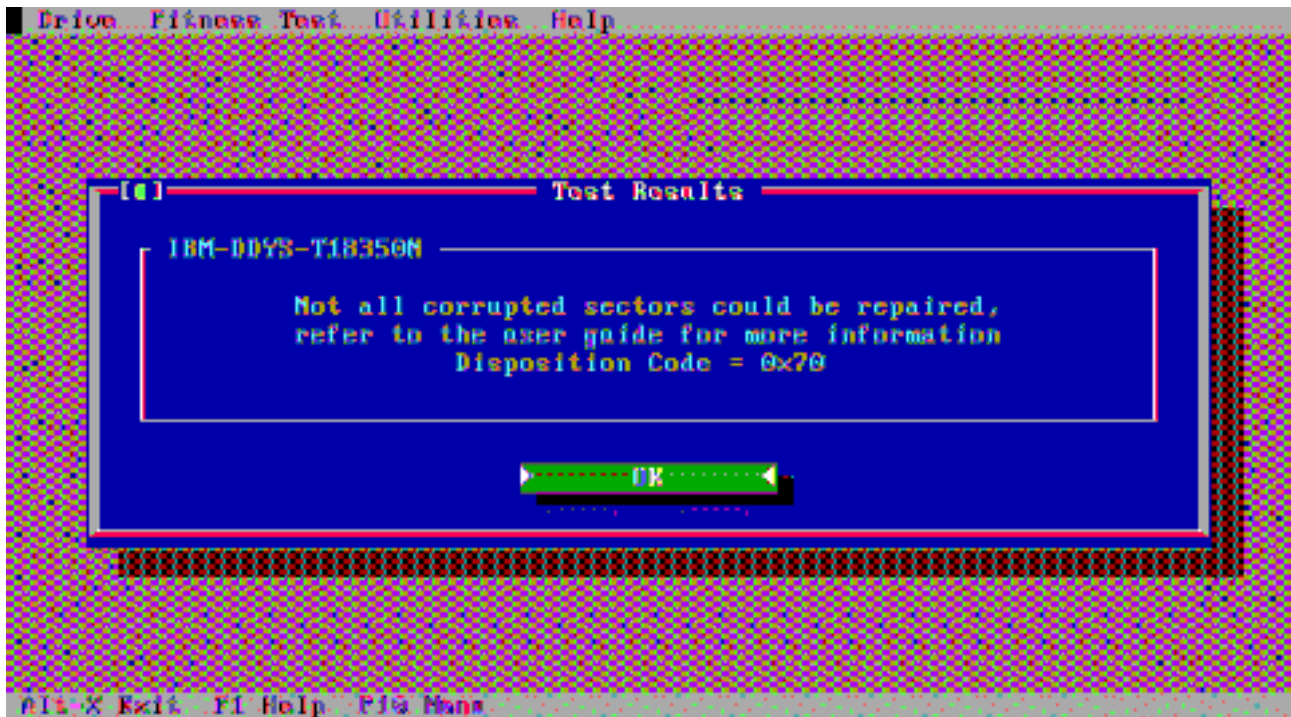 Drive Fitness Test Utilities Help
Test Results
IBM-DDYS-T18350N
Not all corrupted sectors could be repaired,
refer to the user guide for more information
Disposition Code = 0x70
OK
Alt-X Exit F1 Help F10 Menu